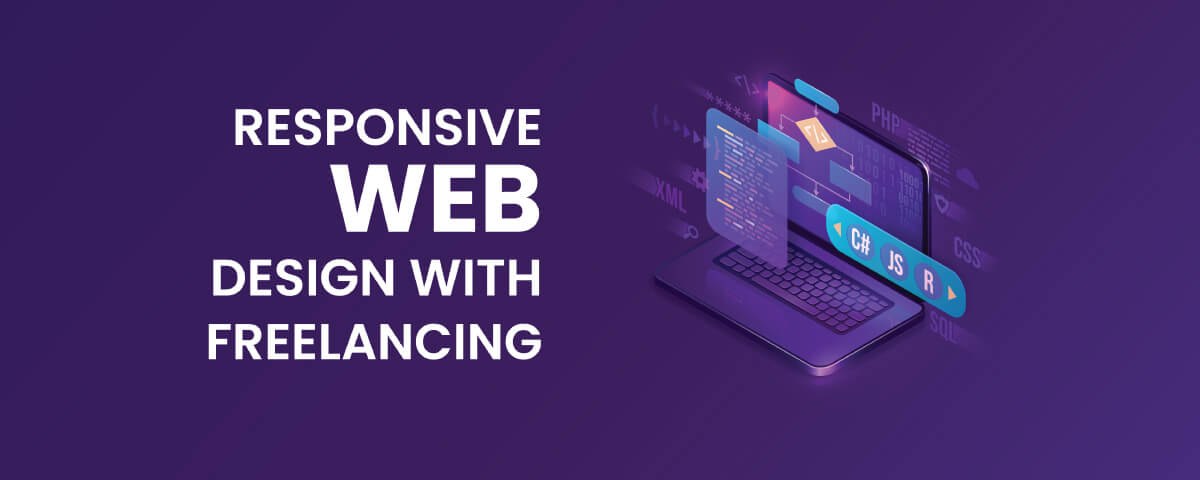 RESPONSIVE
WEB
DESIGN WITH
FREELANCING
</>
PHP
</>
XML
C# JS R
CSS
SQL